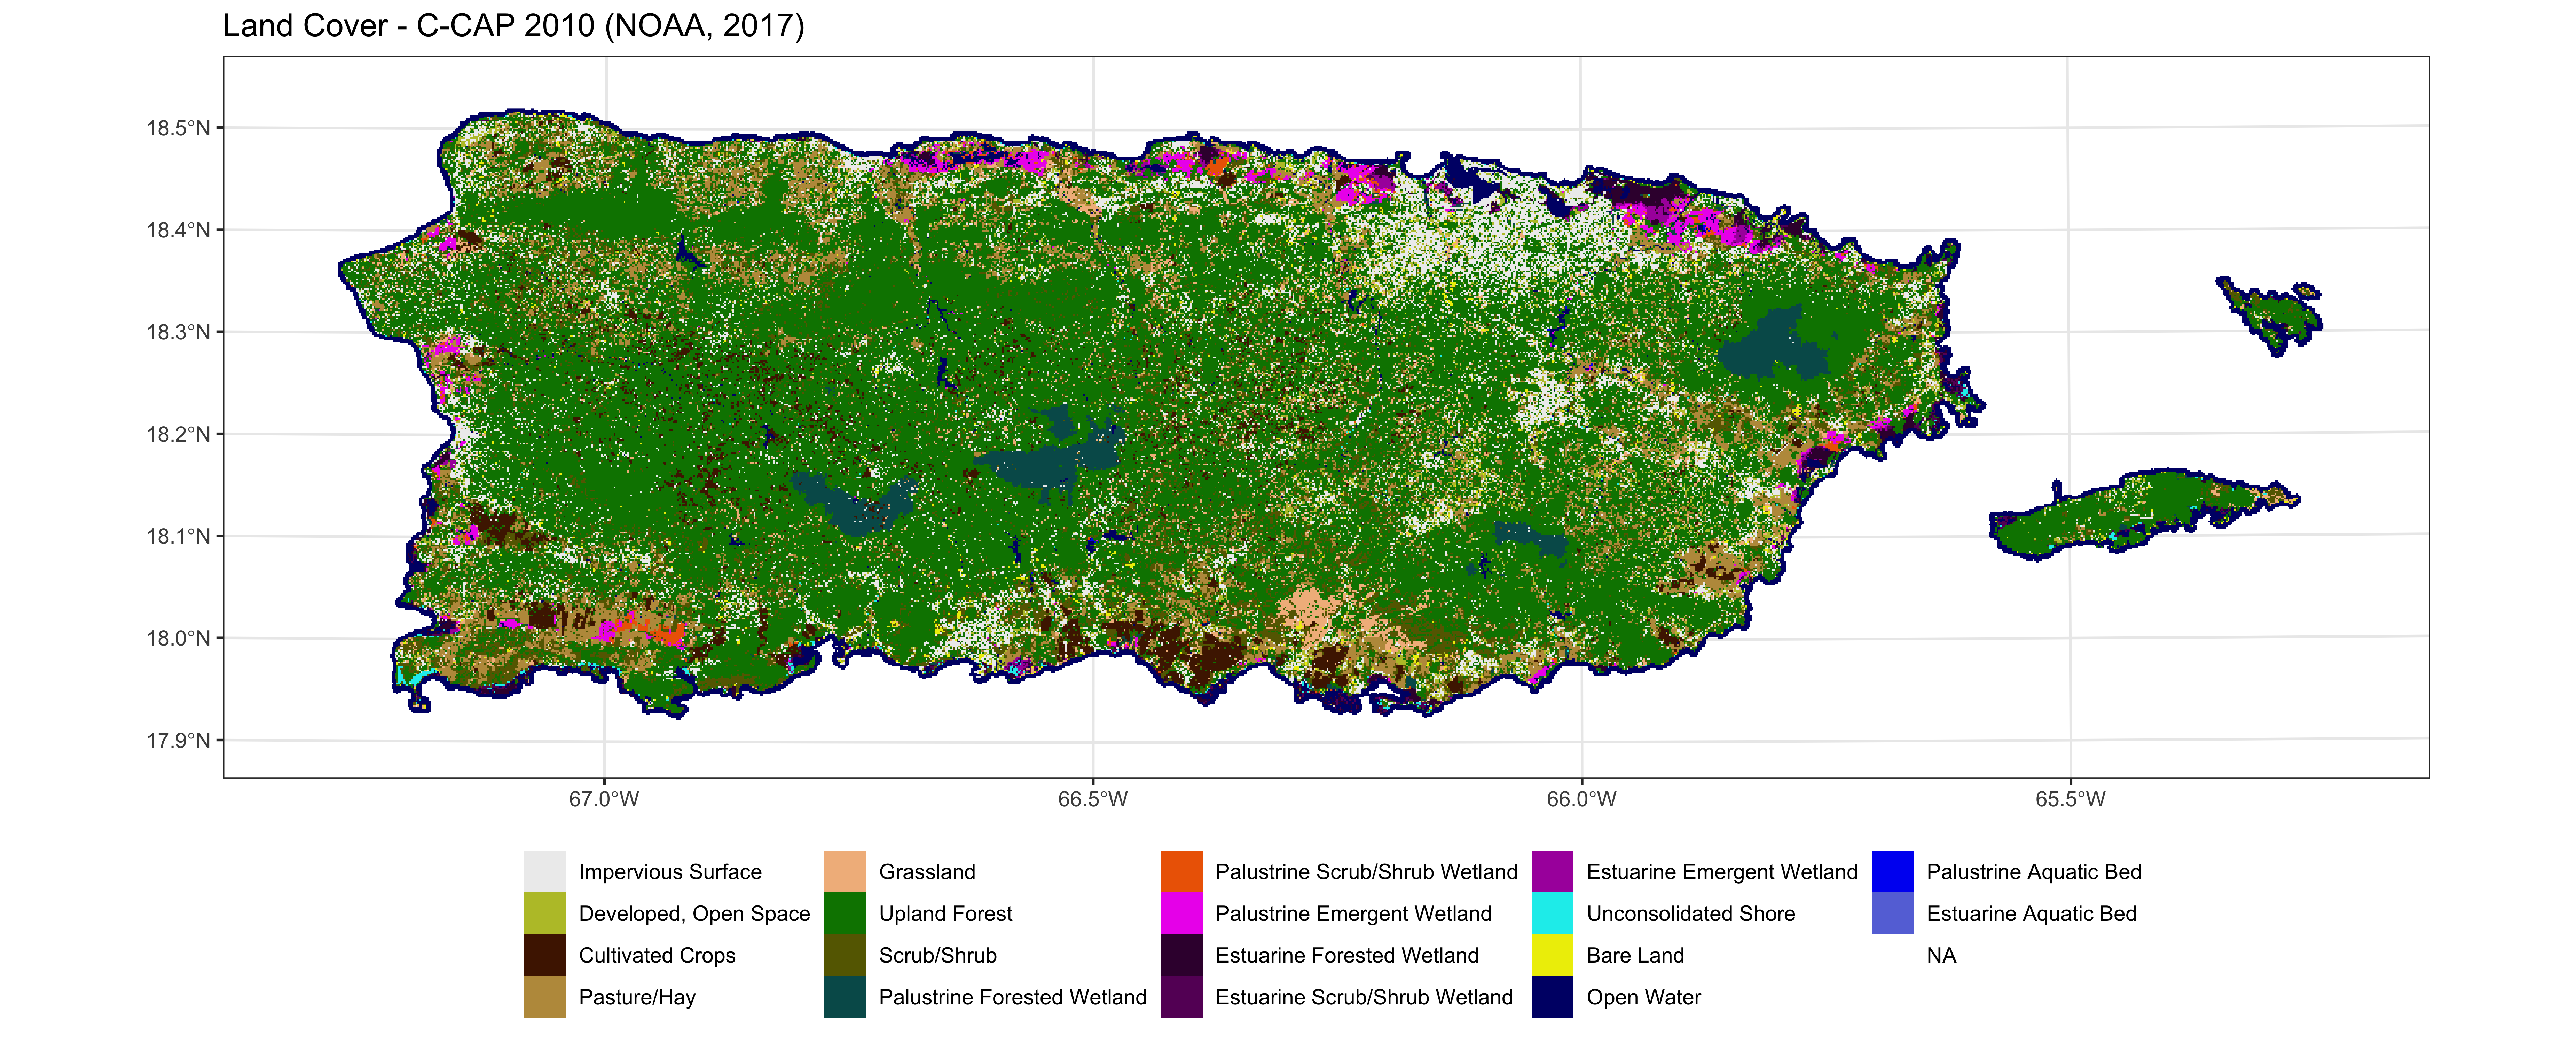 Land Cover - C-CAP 2010 (NOAA, 2017)
18.5°N
18.4°N
18.3°N
18.2°N
18.1°N
18.0°N
17.9°N
67.0°W
66.5°W
66.0°W
65.5°W
Impervious Surface
Developed, Open Space
Cultivated Crops
Pasture/Hay
Grassland
Upland Forest
Scrub/Shrub
Palustrine Forested Wetland
Palustrine Scrub/Shrub Wetland
Palustrine Emergent Wetland
Estuarine Forested Wetland
Estuarine Scrub/Shrub Wetland
Estuarine Emergent Wetland
Unconsolidated Shore
Bare Land
Open Water
Palustrine Aquatic Bed
Estuarine Aquatic Bed
NA